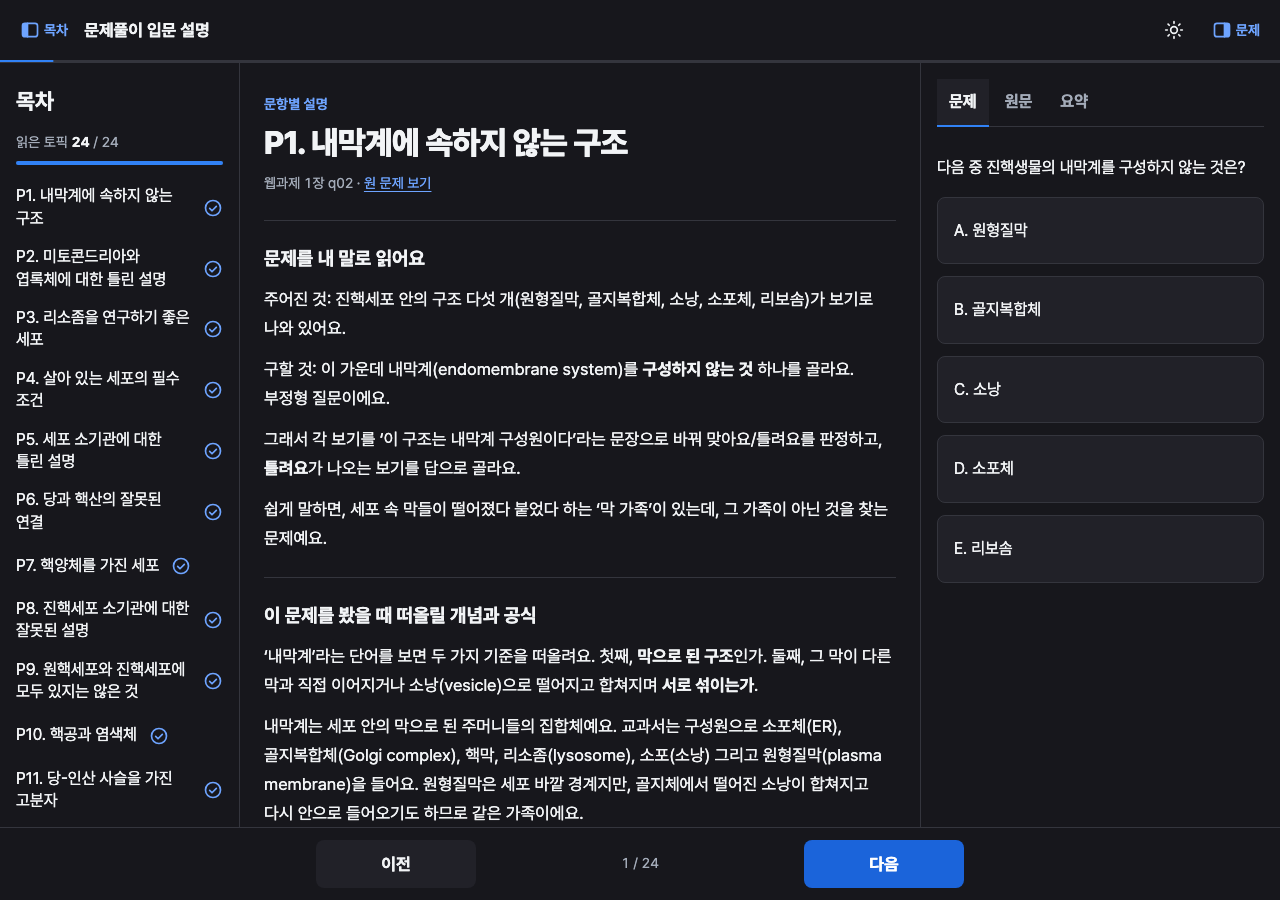 목차
문제풀이 입문 설명
문제
목차
읽은 토픽 24 / 24
P1. 내막계에 속하지 않는
구조
P2. 미토콘드리아와
엽록체에 대한 틀린 설명
P3. 리소좀을 연구하기 좋은
세포
P4. 살아 있는 세포의 필수
조건
P5. 세포 소기관에 대한
틀린 설명
P6. 당과 핵산의 잘못된
연결
P7. 핵양체를 가진 세포
P8. 진핵세포 소기관에 대한
잘못된 설명
P9. 원핵세포와 진핵세포에
모두 있지는 않은 것
P10. 핵공과 염색체
P11. 당-인산 사슬을 가진
고분자
문항별 설명
P1. 내막계에 속하지 않는 구조
웹과제 1장 q02 · 원 문제 보기
문제를 내 말로 읽어요
주어진 것: 진핵세포 안의 구조 다섯 개(원형질막, 골지복합체, 소낭, 소포체, 리보솜)가 보기로
나와 있어요.
구할 것: 이 가운데 내막계(endomembrane system)를 구성하지 않는 것 하나를 골라요.
부정형 질문이에요.
그래서 각 보기를 ‘이 구조는 내막계 구성원이다’라는 문장으로 바꿔 맞아요/틀려요를 판정하고,
틀려요가 나오는 보기를 답으로 골라요.
쉽게 말하면, 세포 속 막들이 떨어졌다 붙었다 하는 ‘막 가족’이 있는데, 그 가족이 아닌 것을 찾는
문제예요.
이 문제를 봤을 때 떠올릴 개념과 공식
‘내막계’라는 단어를 보면 두 가지 기준을 떠올려요. 첫째, 막으로 된 구조인가. 둘째, 그 막이 다른
막과 직접 이어지거나 소낭(vesicle)으로 떨어지고 합쳐지며 서로 섞이는가.
내막계는 세포 안의 막으로 된 주머니들의 집합체예요. 교과서는 구성원으로 소포체(ER),
골지복합체(Golgi complex), 핵막, 리소좀(lysosome), 소포(소낭) 그리고 원형질막(plasma
membrane)을 들어요. 원형질막은 세포 바깥 경계지만, 골지체에서 떨어진 소낭이 합쳐지고
다시 안으로 들어오기도 하므로 같은 가족이에요.
문제
원문
요약
다음 중 진핵생물의 내막계를 구성하지 않는 것은?
A. 원형질막
B. 골지복합체
C. 소낭
D. 소포체
E. 리보솜
이전
1 / 24
다음